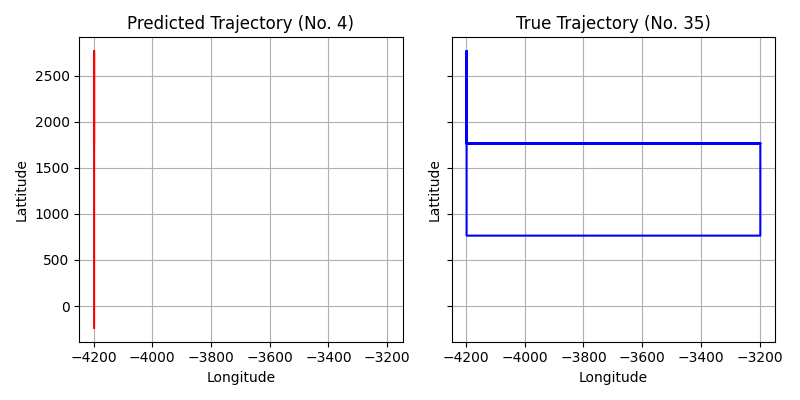 Predicted Trajectory (No. 4)
True Trajectory (No. 35)
2500
2000
1500
1000
500
0
Lattitude
Lattitude
−4200 −4000 −3800 −3600 −3400 −3200
−4200 −4000 −3800 −3600 −3400 −3200
Longitude
Longitude